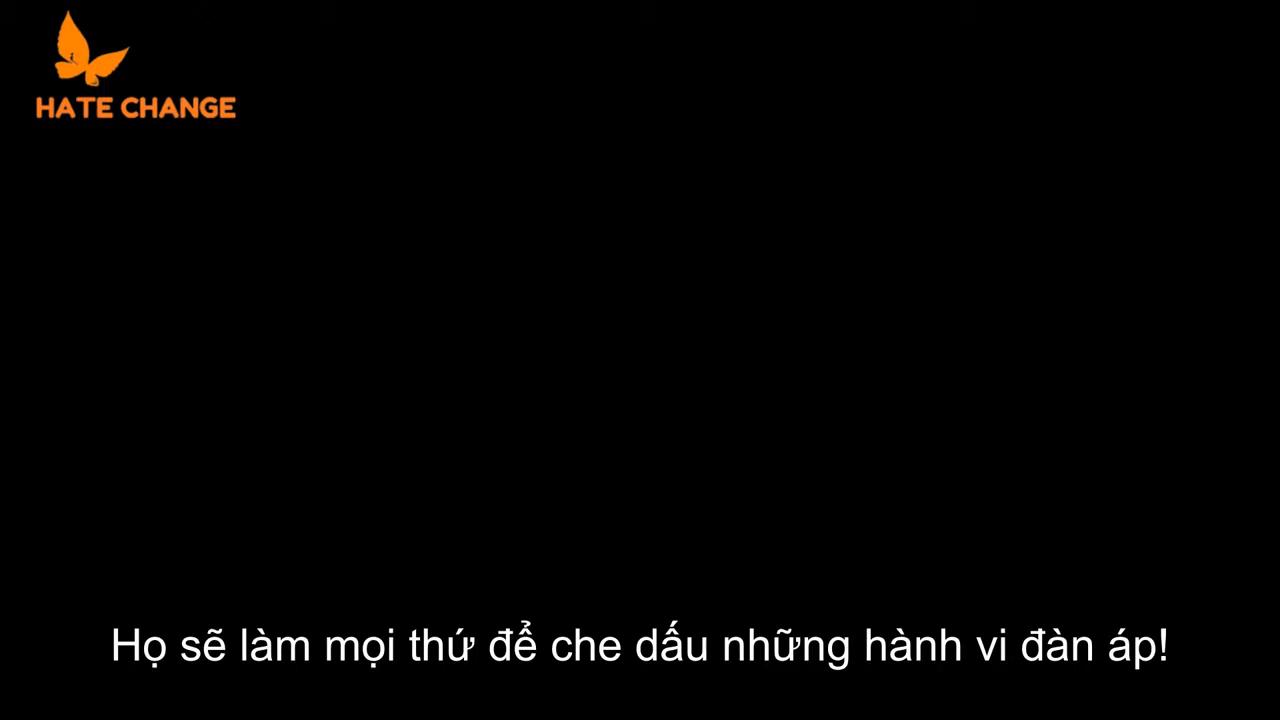 HATE CHANGE
Họ sẽ làm mọi thứ để che dấu những hành vi đàn áp!